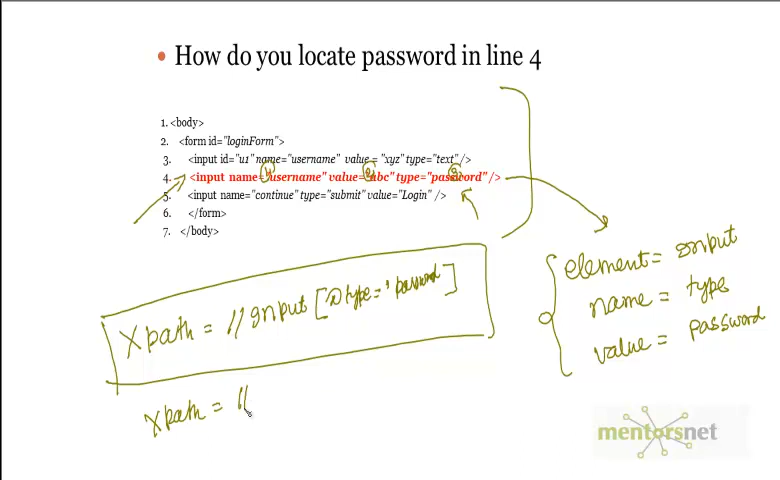 • How do you locate password in line 4
1. <body>
2. <form id="loginForm">
3. <input id="u1" name="username" value = "xyz" type="text" />
4. <input name="username" value="abc" type="password" />
5. <input name="continue" type="submit" value="Login" />
6. </form>
7. </body>
Xpath = //input [@type='password]
element = input
name = type
value = password
Xpath = //
mentorsnet